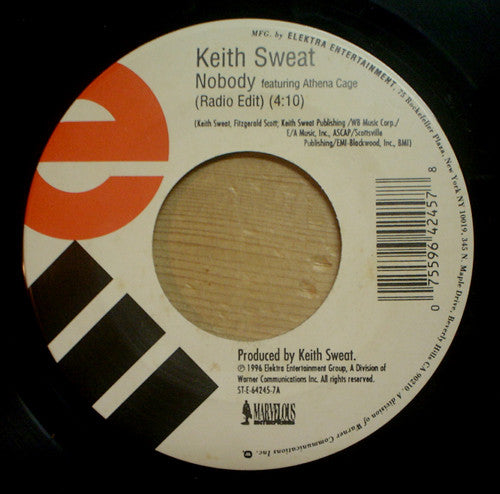 MFG. by ELEKTRA ENTERTAINMENT, 75 Rockefeller Plaza, New York NY 10019, 345 N. Maple Drive, Beverly Hills CA 90210. A division of Warner Communications Inc.
Keith Sweat
Nobody featuring Athena Cage
(Radio Edit) (4:10)
(Keith Sweat, Fitzgerald Scott; Keith Sweat Publishing /WB Music Corp./
E/A Music, Inc., ASCAP/Scottsville
Publishing/EMI-Blackwood, Inc., BMI)
0 75596 42457 8
Produced by Keith Sweat.
℗ 1996 Elektra Entertainment Group, A Division of
Warner Communications Inc. All rights reserved.
ST-E-64245-7A
MARVELOUS
ENTERPRISES
e